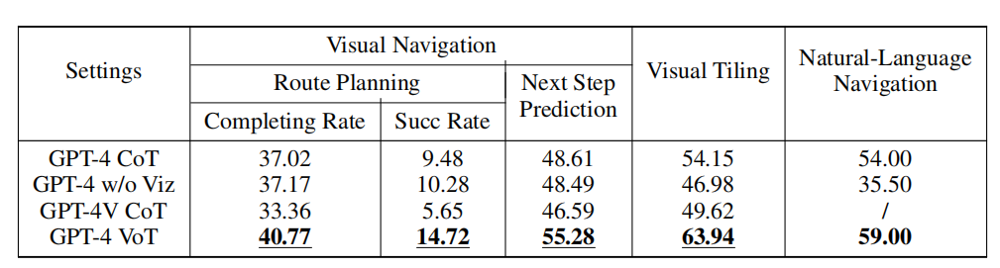 Settings Visual Navigation Visual Tiling Natural-Language Navigation
Route Planning Next Step Prediction
Completing Rate Succ Rate
GPT-4 CoT 37.02 9.48 48.61 54.15 54.00
GPT-4 w/o Viz 37.17 10.28 48.49 46.98 35.50
GPT-4V CoT 33.36 5.65 46.59 49.62 /
GPT-4 VoT 40.77 14.72 55.28 63.94 59.00